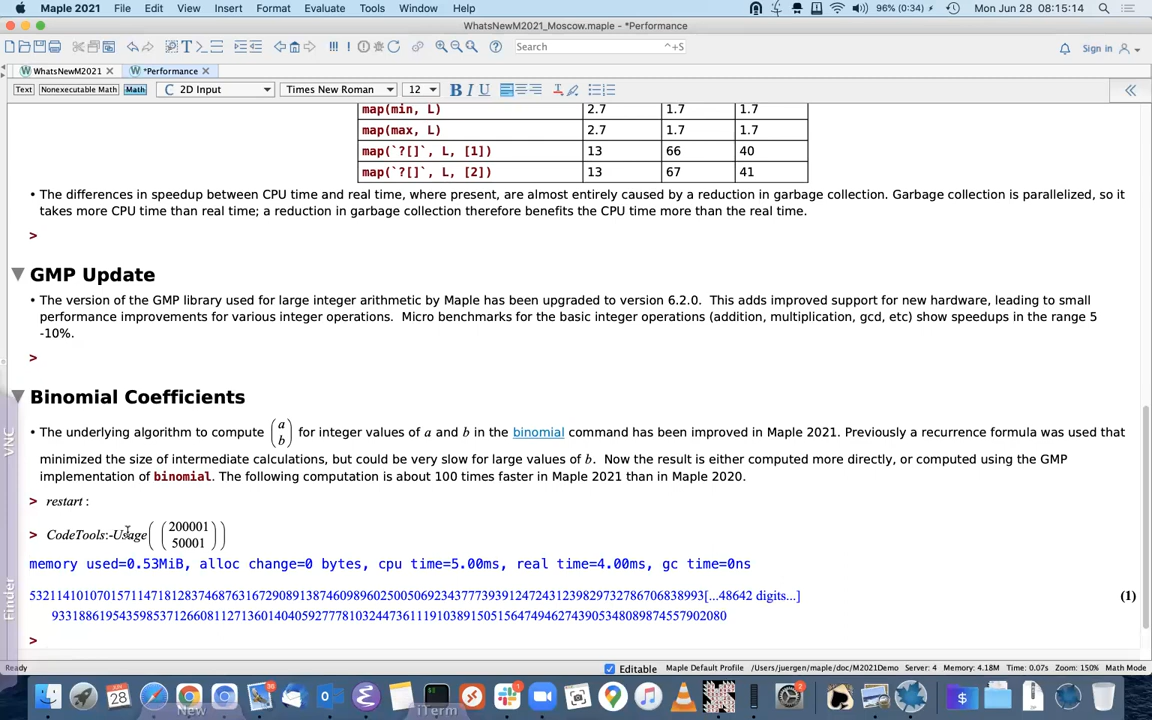 Maple 2021 File Edit View Insert Format Evaluate Tools Window Help 96% (0:34) Mon Jun 28 08:15:14
WhatsNewM2021_Moscow.maple - *Performance
Search ^+S Sign in
WhatsNewM2021 *Performance
Text Nonexecutable Math Math C 2D Input Times New Roman 12 B I U
map(min, L) 2.7 1.7 1.7
map(max, L) 2.7 1.7 1.7
map(`?[]`, L, [1]) 13 66 40
map(`?[]`, L, [2]) 13 67 41
• The differences in speedup between CPU time and real time, where present, are almost entirely caused by a reduction in garbage collection. Garbage collection is parallelized, so it
takes more CPU time than real time; a reduction in garbage collection therefore benefits the CPU time more than the real time.
>
GMP Update
• The version of the GMP library used for large integer arithmetic by Maple has been upgraded to version 6.2.0. This adds improved support for new hardware, leading to small
performance improvements for various integer operations. Micro benchmarks for the basic integer operations (addition, multiplication, gcd, etc) show speedups in the range 5
-10%.
>
Binomial Coefficients
• The underlying algorithm to compute (a b) for integer values of a and b in the binomial command has been improved in Maple 2021. Previously a recurrence formula was used that
minimized the size of intermediate calculations, but could be very slow for large values of b. Now the result is either computed more directly, or computed using the GMP
implementation of binomial. The following computation is about 100 times faster in Maple 2021 than in Maple 2020.
> restart :
> CodeTools:-Usage((200001 50001))
memory used=0.53MiB, alloc change=0 bytes, cpu time=5.00ms, real time=4.00ms, gc time=0ns
[...48642 digits...] (1)
>
Ready Editable Maple Default Profile /Users/juergen/maple/doc/M2021Demo Server: 4 Memory: 4.18M Time: 0.07s Zoom: 150% Math Mode
VNC
Finder
New
iTerm